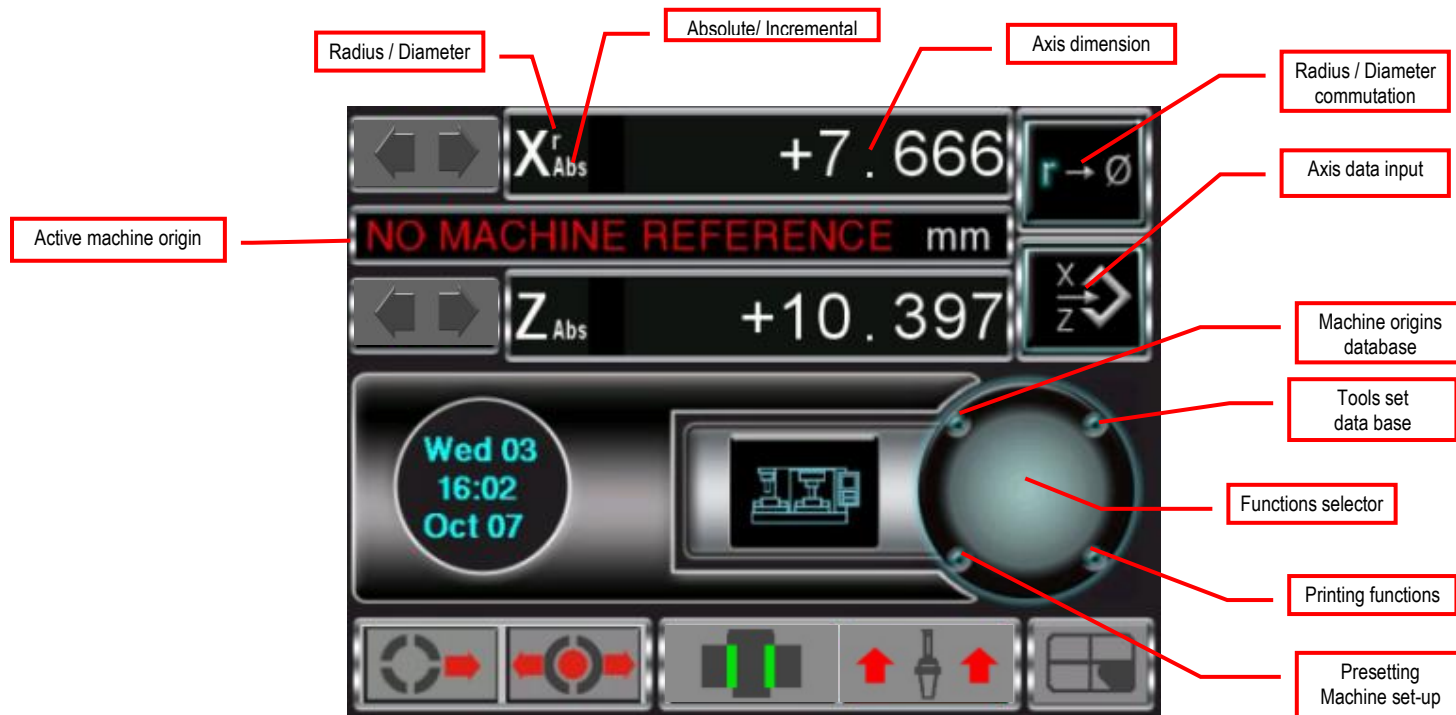 Absolute/ Incremental
Radius / Diameter
Axis dimension
Radius / Diameter
commutation
X r Abs +7.666
r→Ø
Axis data input
Active machine origin
NO MACHINE REFERENCE mm
X
Z
Z Abs +10.397
Machine origins
database
Tools set
data base
Wed 03
16:02
Oct 07
Functions selector
Printing functions
Presetting
Machine set-up